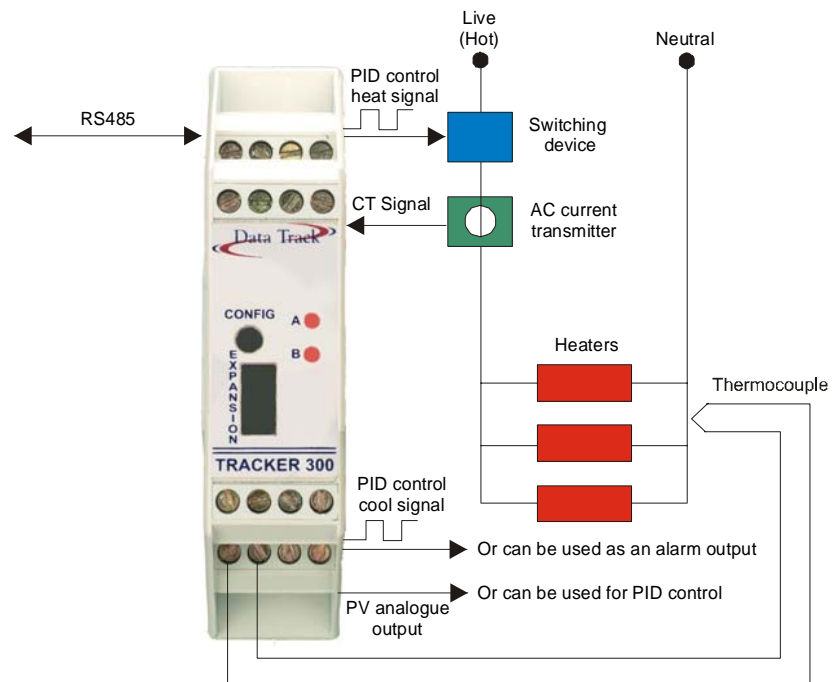 Live
(Hot)
Neutral
PID control
heat signal
RS485
Switching
device
CT Signal
AC current
transmitter
Data Track
CONFIG
A
B
EXPANSION
Heaters
Thermocouple
TRACKER 300
PID control
cool signal
Or can be used as an alarm output
Or can be used for PID control
PV analogue
output